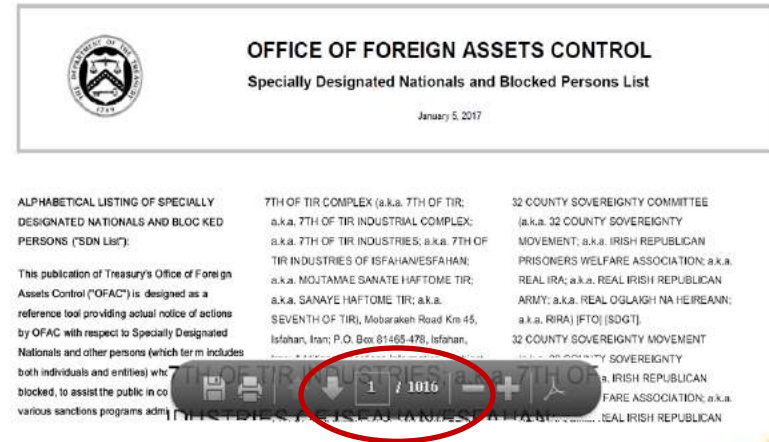 THE DEPARTMENT OF THE TREASURY
1789
OFFICE OF FOREIGN ASSETS CONTROL
Specially Designated Nationals and Blocked Persons List
January 5, 2017
ALPHABETICAL LISTING OF SPECIALLY
DESIGNATED NATIONALS AND BLOCKED
PERSONS ("SDN List"):
This publication of Treasury's Office of Foreign
Assets Control ("OFAC") is designed as a
reference tool providing actual notice of actions
by OFAC with respect to Specially Designated
Nationals and other persons (which term includes
both individuals and entities)
blocked, to assist the public in
various sanctions programs
7TH OF TIR COMPLEX (a.k.a. 7TH OF TIR;
a.k.a. 7TH OF TIR INDUSTRIAL COMPLEX;
a.k.a. 7TH OF TIR INDUSTRIES; a.k.a. 7TH OF
TIR INDUSTRIES OF ISFAHAN/ESFAHAN;
a.k.a. MOJTAMAE SANATE HAFTOME TIR;
a.k.a. SANAYE HAFTOME TIR; a.k.a.
SEVENTH OF TIR), Mobarakeh Road Km 45,
Isfahan, Iran; P.O. Box 81465-478, Isfahan,
32 COUNTY SOVEREIGNTY COMMITTEE
(a.k.a. 32 COUNTY SOVEREIGNTY
MOVEMENT; a.k.a. IRISH REPUBLICAN
PRISONERS WELFARE ASSOCIATION; a.k.a.
REAL IRA; a.k.a. REAL IRISH REPUBLICAN
ARMY; a.k.a. REAL OGLAIGH NA HEIREANN;
a.k.a. RIRA) [FTO] [SDGT].
32 COUNTY SOVEREIGNTY MOVEMENT
SOVEREIGNTY
IRISH REPUBLICAN
FARE ASSOCIATION; a.k.a.
REAL IRISH REPUBLICAN
1 / 1016